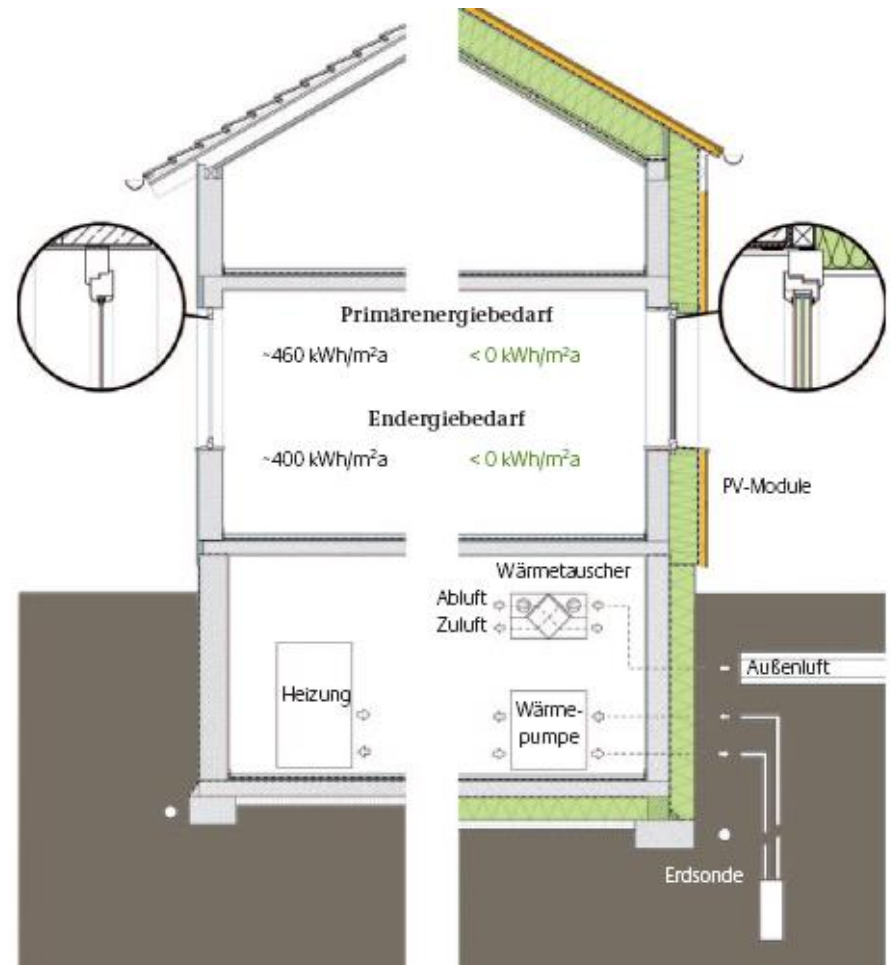 Primärenergiebedarf
~460 kWh/m²a < 0 kWh/m²a
Endergiebedarf
~400 kWh/m²a < 0 kWh/m²a
PV-Module
Wärmetauscher
Abluft
Zuluft
Außenluft
Heizung
Wärme-
pumpe
Erdsonde